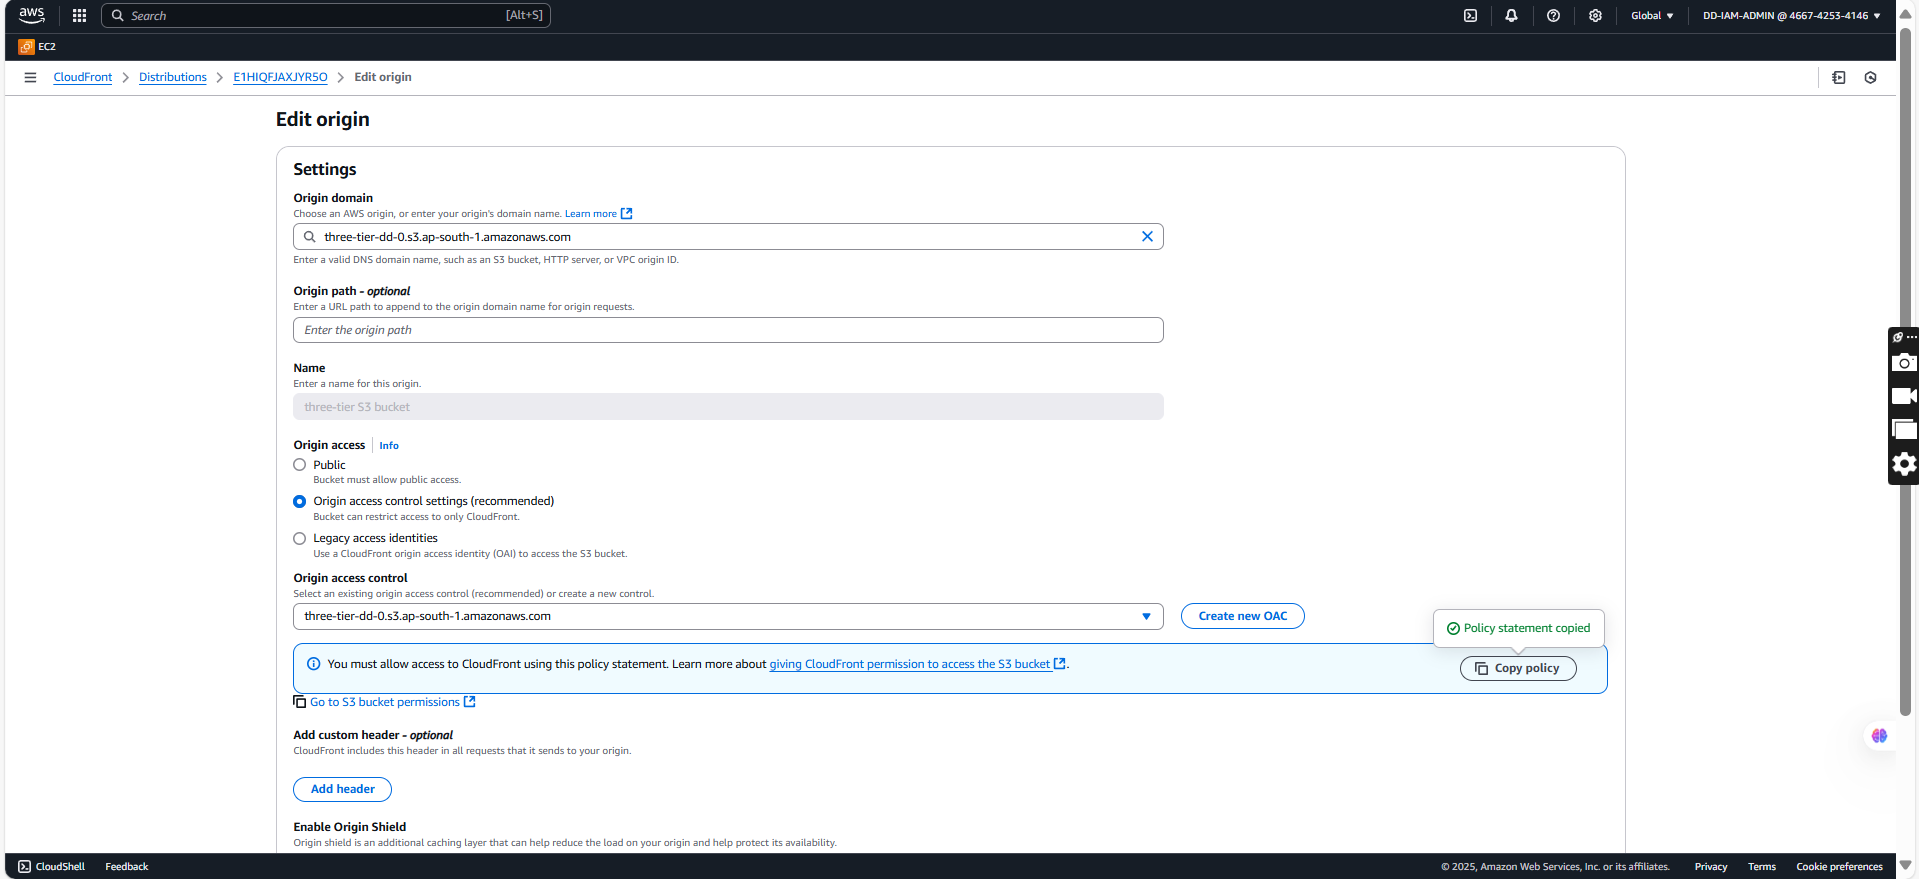 aws
Search [Alt+S]
Global
DD-IAM-ADMIN @ 4667-4253-4146
EC2
CloudFront
Distributions
E1HIQFJAXJYR5O
Edit origin
Edit origin
Settings
Origin domain
Choose an AWS origin, or enter your origin's domain name. Learn more
three-tier-dd-0.s3.ap-south-1.amazonaws.com
Enter a valid DNS domain name, such as an S3 bucket, HTTP server, or VPC origin ID.
Origin path - optional
Enter a URL path to append to the origin domain name for origin requests.
Enter the origin path
Name
Enter a name for this origin.
three-tier S3 bucket
Origin access Info
Public
Bucket must allow public access.
Origin access control settings (recommended)
Bucket can restrict access to only CloudFront.
Legacy access identities
Use a CloudFront origin access identity (OAI) to access the S3 bucket.
Origin access control
Select an existing origin access control (recommended) or create a new control.
three-tier-dd-0.s3.ap-south-1.amazonaws.com
Create new OAC
Policy statement copied
You must allow access to CloudFront using this policy statement. Learn more about giving CloudFront permission to access the S3 bucket.
Copy policy
Go to S3 bucket permissions
Add custom header - optional
CloudFront includes this header in all requests that it sends to your origin.
Add header
Enable Origin Shield
Origin shield is an additional caching layer that can help reduce the load on your origin and help protect its availability.
CloudShell
Feedback
© 2025, Amazon Web Services, Inc. or its affiliates.
Privacy
Terms
Cookie preferences